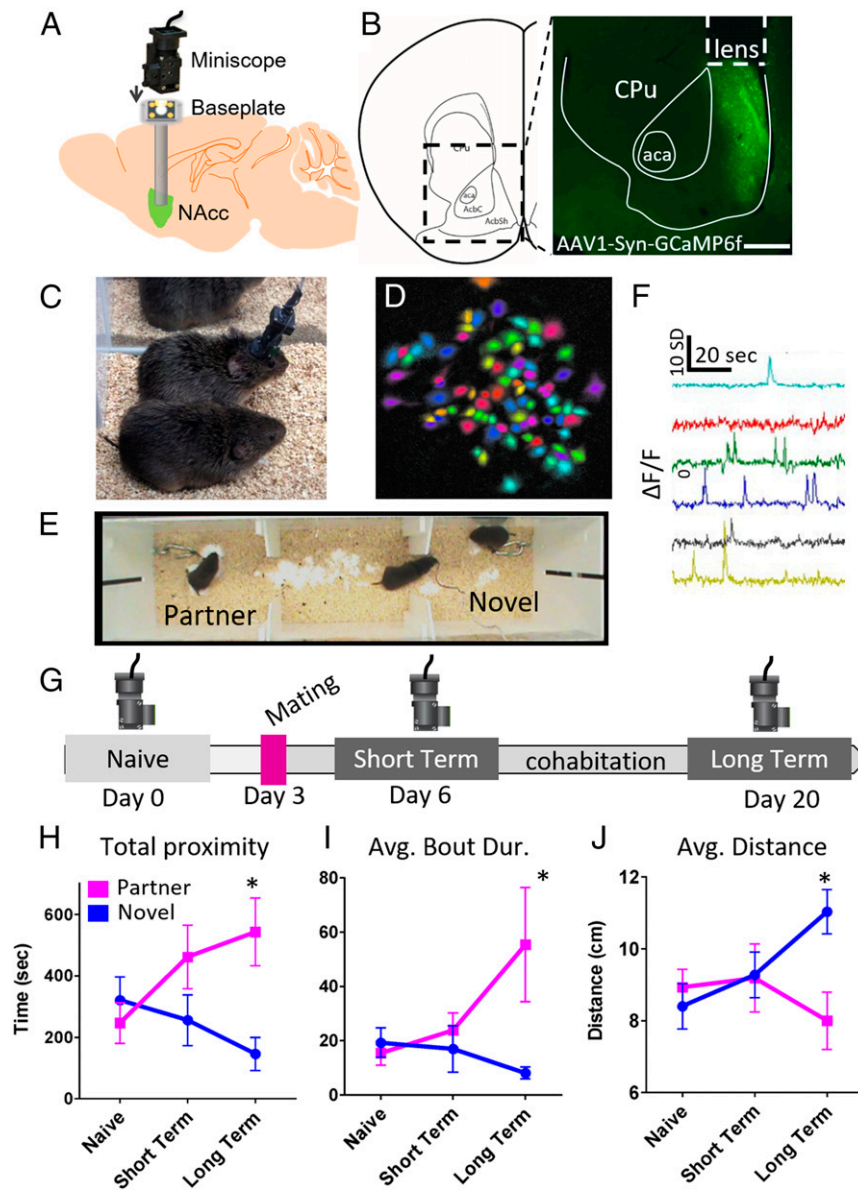 A
Miniscope
Baseplate
NAcc
B
CPu
aca
AcbC
AcbSh
lens
CPu
aca
AAV1-Syn-GCaMP6f
C
D
E
Partner
Novel
F
10 SD
20 sec
ΔF/F
0
G
Mating
Naive
Short Term
cohabitation
Long Term
Day 0
Day 3
Day 6
Day 20
H
Total proximity
Partner
Novel
*
Time (sec)
600
400
200
0
Naive
Short Term
Long Term
I
Avg. Bout Dur.
*
80
60
40
20
0
Naive
Short Term
Long Term
J
Avg. Distance
*
Distance (cm)
12
10
8
6
Naive
Short Term
Long Term